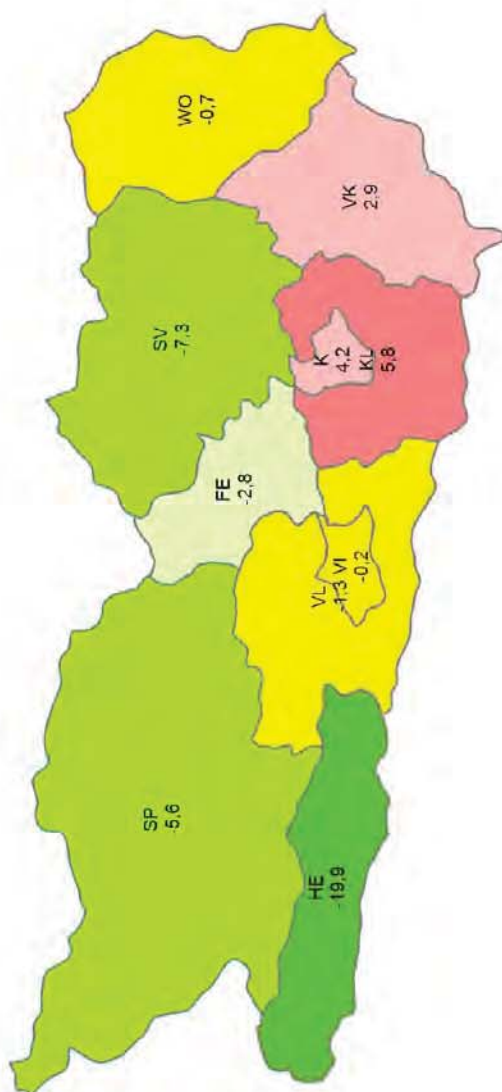 SP
-5,6
SV
-7,3
WO
-0,7
FE
-2,8
HE
-19,9
VL
-1,3
VI
-0,2
K
4,2
KL
5,8
VK
2,9